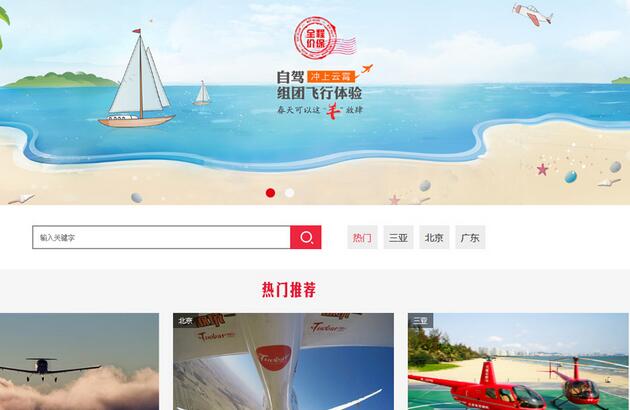 全程
价保
自驾 冲上云霄
组团飞行体验
春天可以这“羊”放肆
输入关键字
热门 三亚 北京 广东
热门推荐
北京
三亚